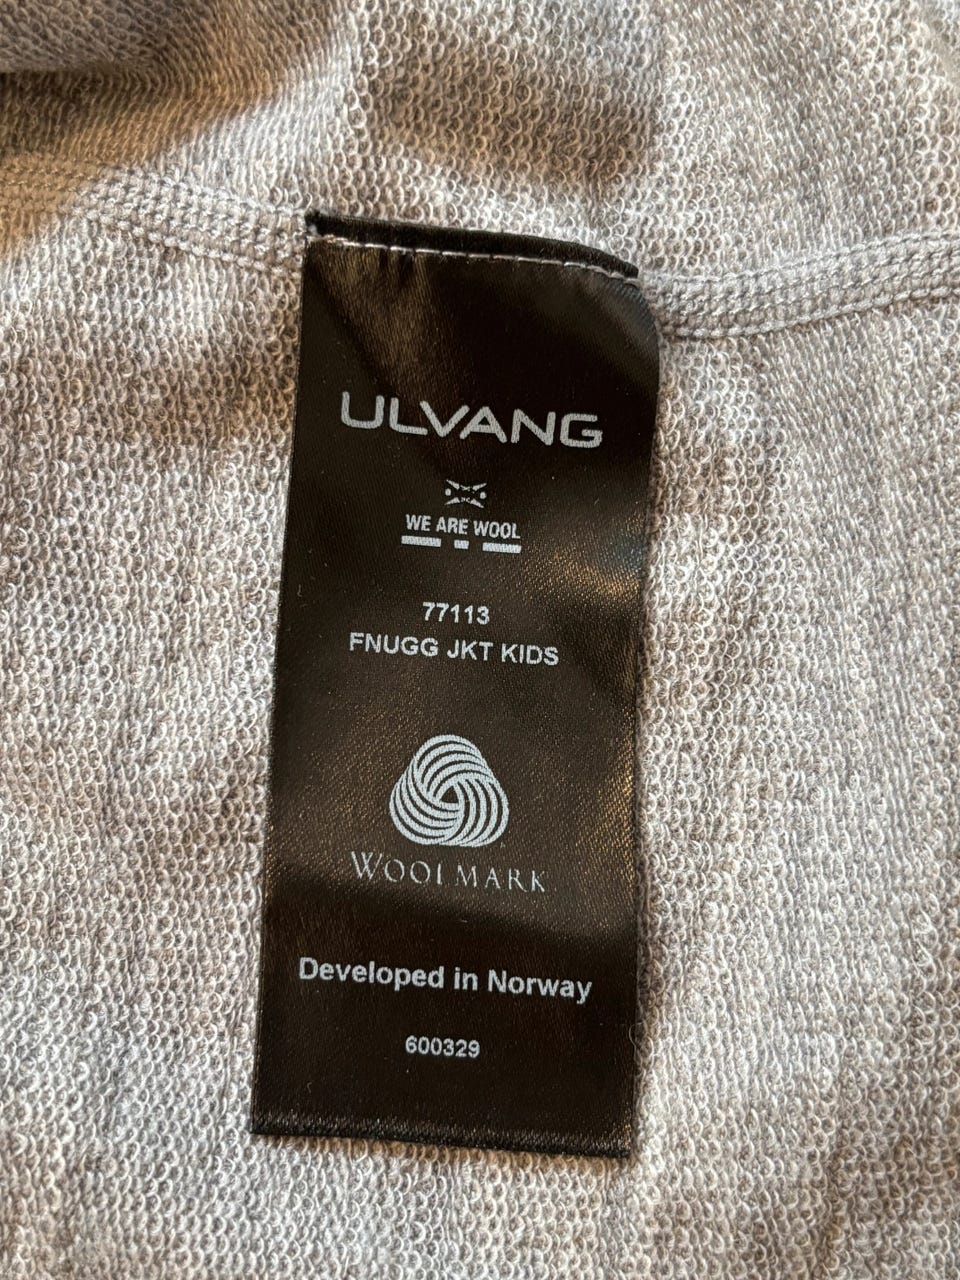 ULVANG
WE ARE WOOL
77113
FNUGG JKT KIDS
WOOLMARK
Developed in Norway
600329